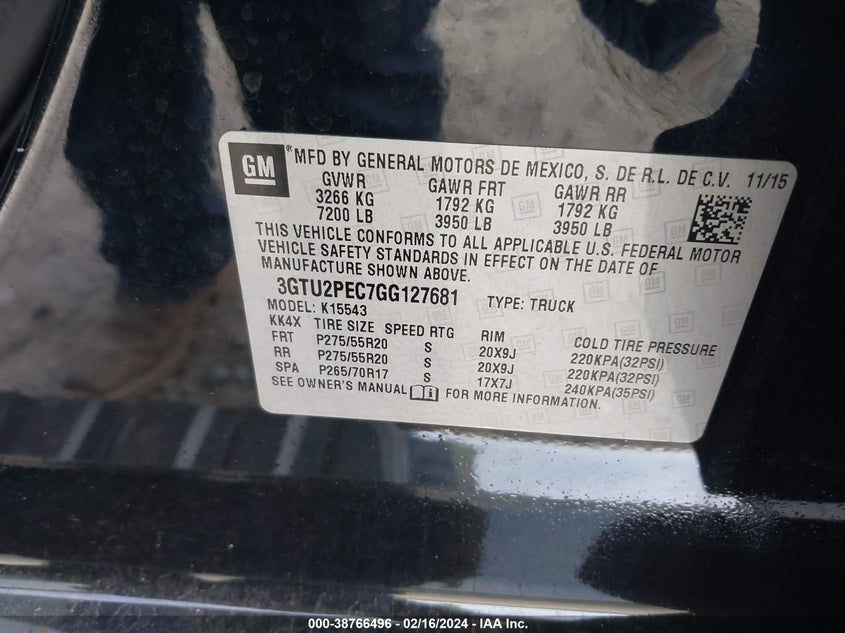 GM ® MFD BY GENERAL MOTORS DE MEXICO, S. DE R.L. DE C.V. 11/15
GVWR GAWR FRT GAWR RR
3266 KG 1792 KG 1792 KG
7200 LB 3950 LB 3950 LB
THIS VEHICLE CONFORMS TO ALL APPLICABLE U.S. FEDERAL MOTOR
VEHICLE SAFETY STANDARDS IN EFFECT ON THE DATE OF
MANUFACTURE SHOWN ABOVE.
3GTU2PEC7GG127681 TYPE: TRUCK
MODEL: K15543
KK4X TIRE SIZE SPEED RTG RIM COLD TIRE PRESSURE
FRT P275/55R20 S 20X9J 220KPA(32PSI)
RR P275/55R20 S 20X9J 220KPA(32PSI)
SPA P265/70R17 S 17X7J 240KPA(35PSI)
SEE OWNER'S MANUAL FOR MORE INFORMATION.
000-38766496 - 02/16/2024 - IAA Inc.